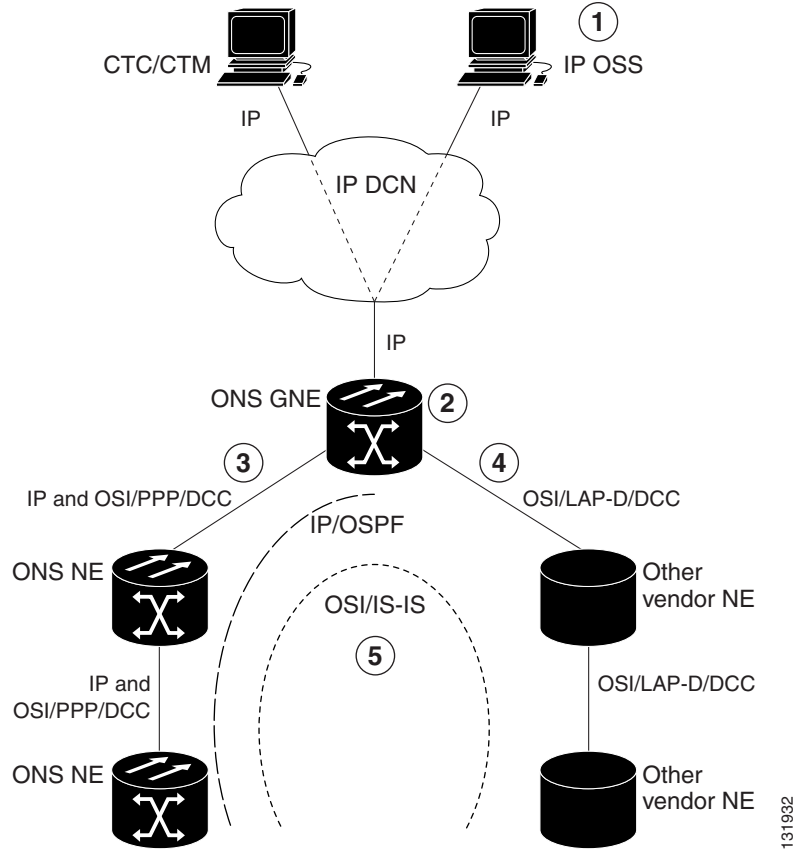 1
CTC/CTM
IP OSS
IP
IP
IP DCN
IP
ONS GNE
2
3
4
IP and OSI/PPP/DCC
OSI/LAP-D/DCC
IP/OSPF
ONS NE
Other
vendor NE
OSI/IS-IS
5
IP and
OSI/PPP/DCC
OSI/LAP-D/DCC
ONS NE
Other
vendor NE
131932